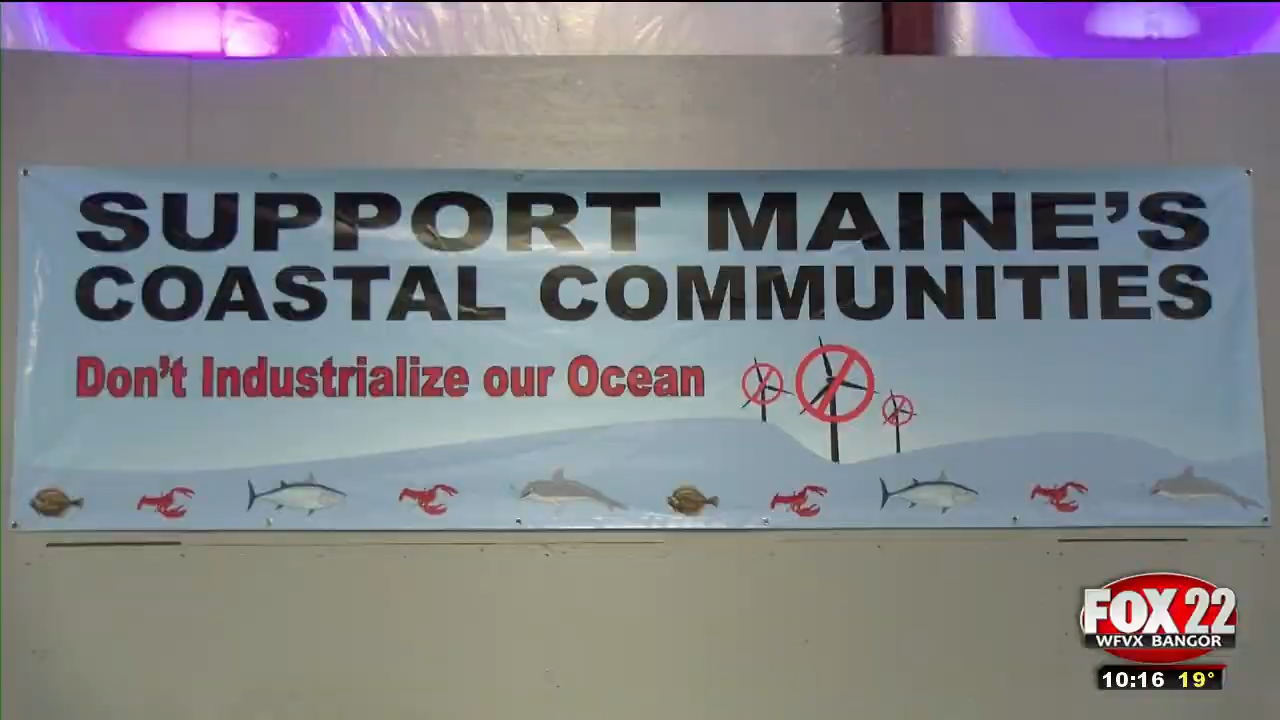 SUPPORT MAINE'S
COASTAL COMMUNITIES
Don't Industrialize our Ocean
FOX 22
WFVX BANGOR
10:16 19°